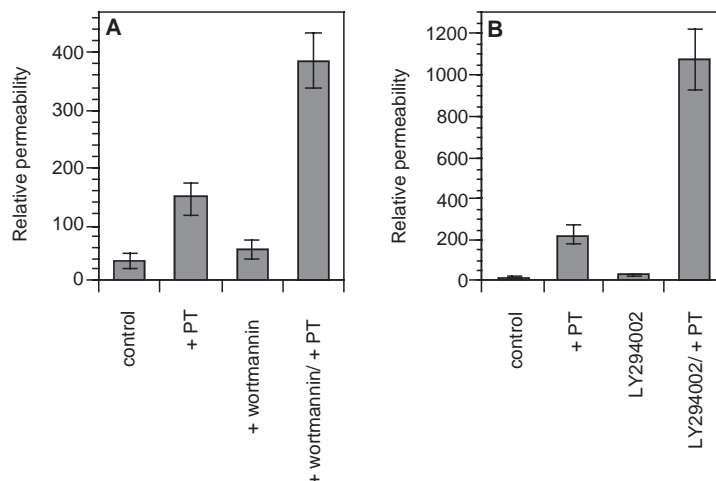 A
Relative permeability
400
300
200
100
0
control
+ PT
+ wortmannin
+ wortmannin/ + PT
B
Relative permeability
1200
1000
800
600
400
200
0
control
+ PT
LY294002
LY294002/ + PT